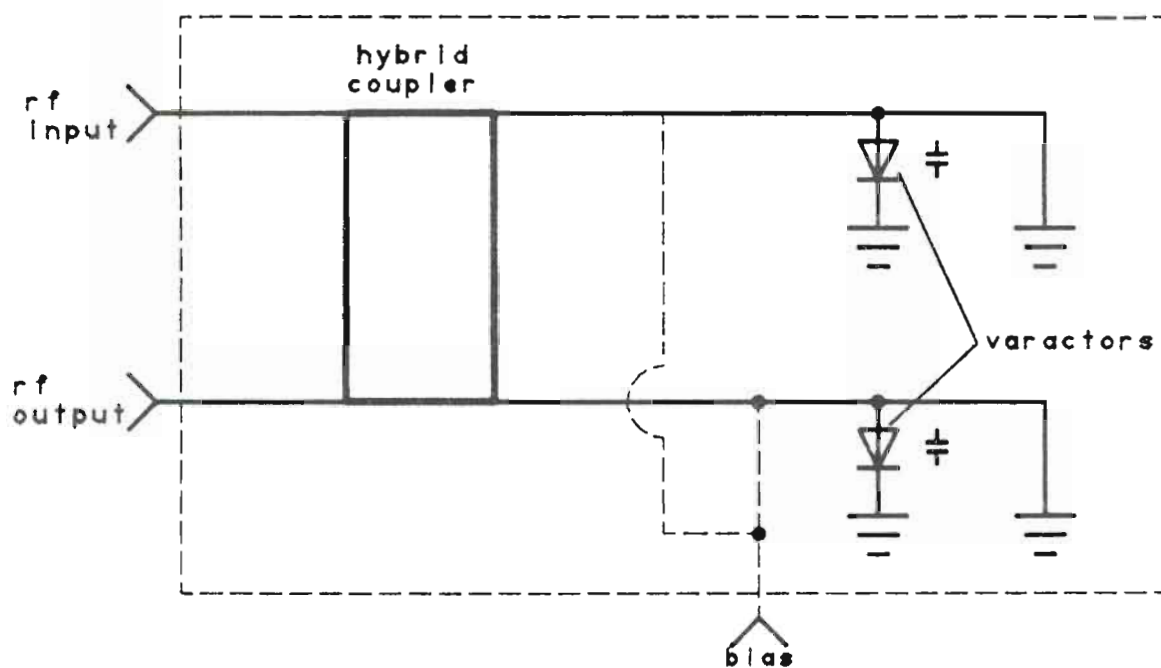 hybrid
coupler
rf
input
varactors
rf
output
bias